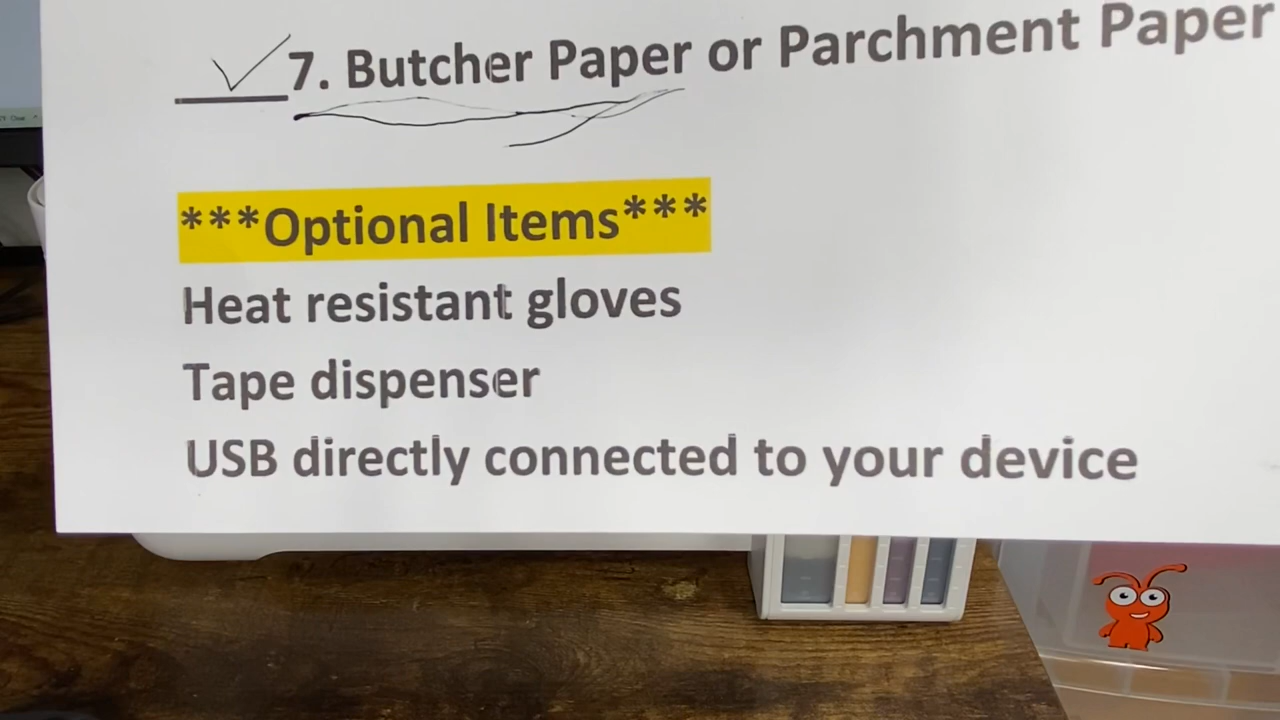 7. Butcher Paper or Parchment Paper
***Optional Items***
Heat resistant gloves
Tape dispenser
USB directly connected to your device